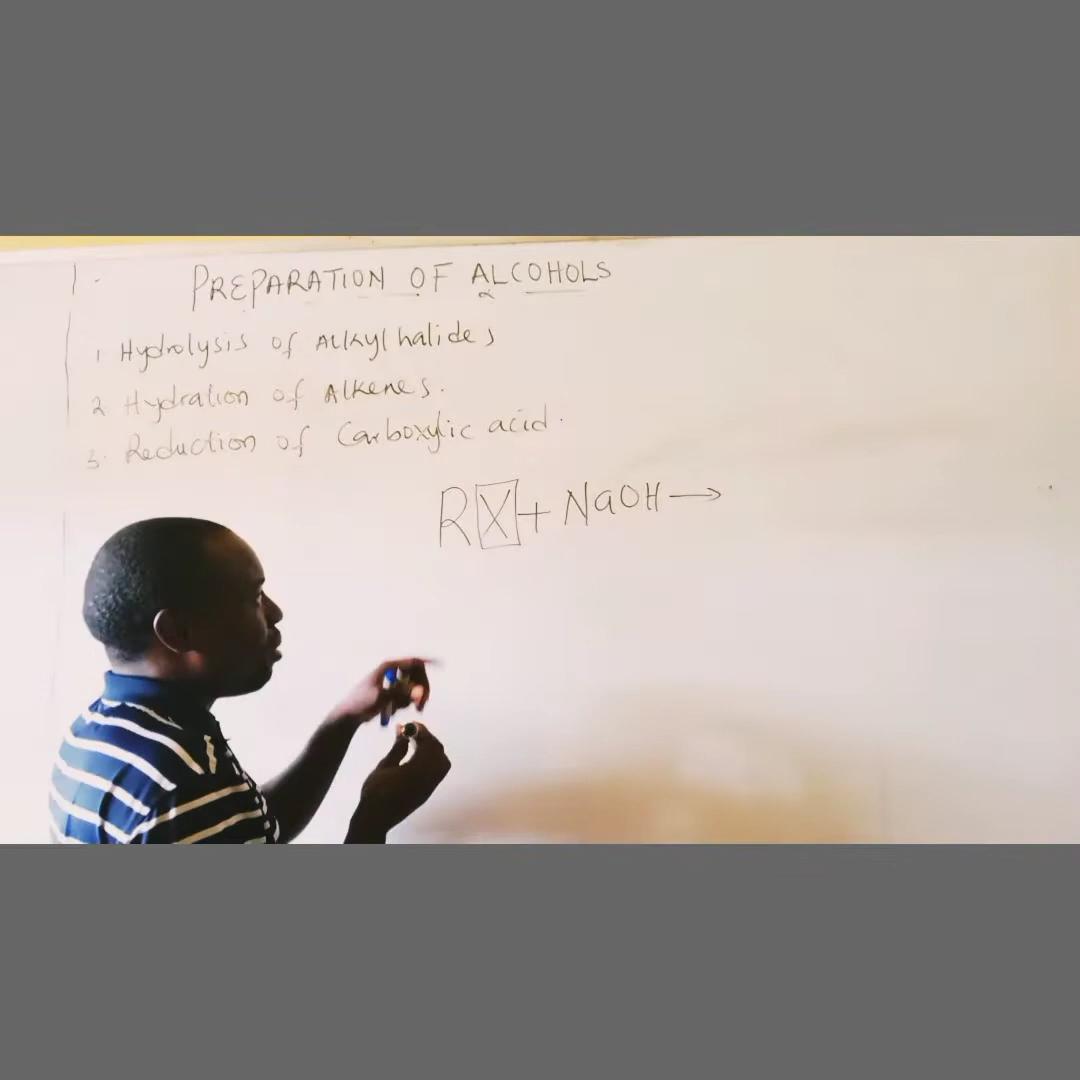 PREPARATION OF ALCOHOLS
1 Hydrolysis of Alkyl halides
2 Hydration of Alkenes.
3. Reduction of Carboxylic acid.
RX + NaOH →